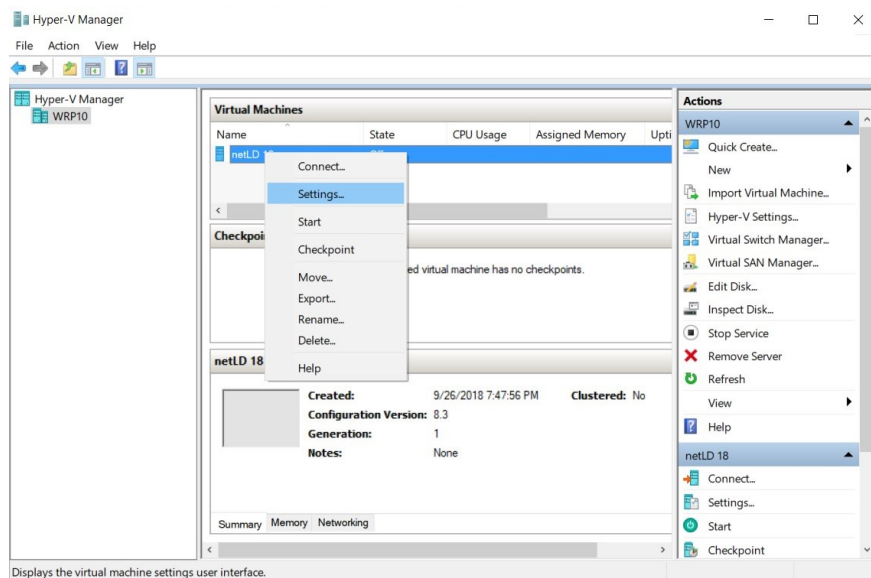 Hyper-V Manager
File Action View Help
Hyper-V Manager
WRP10
Virtual Machines
Name State CPU Usage Assigned Memory Upti
netLD
Connect...
Settings...
Start
Checkpoint
Move...
Export...
Rename...
Delete...
Help
Checkpoi
ed virtual machine has no checkpoints.
netLD 18
Created: 9/26/2018 7:47:56 PM Clustered: No
Configuration Version: 8.3
Generation: 1
Notes: None
Summary Memory Networking
Actions
WRP10
Quick Create...
New
Import Virtual Machine...
Hyper-V Settings...
Virtual Switch Manager...
Virtual SAN Manager...
Edit Disk...
Inspect Disk...
Stop Service
Remove Server
Refresh
View
Help
netLD 18
Connect...
Settings...
Start
Checkpoint
Displays the virtual machine settings user interface.